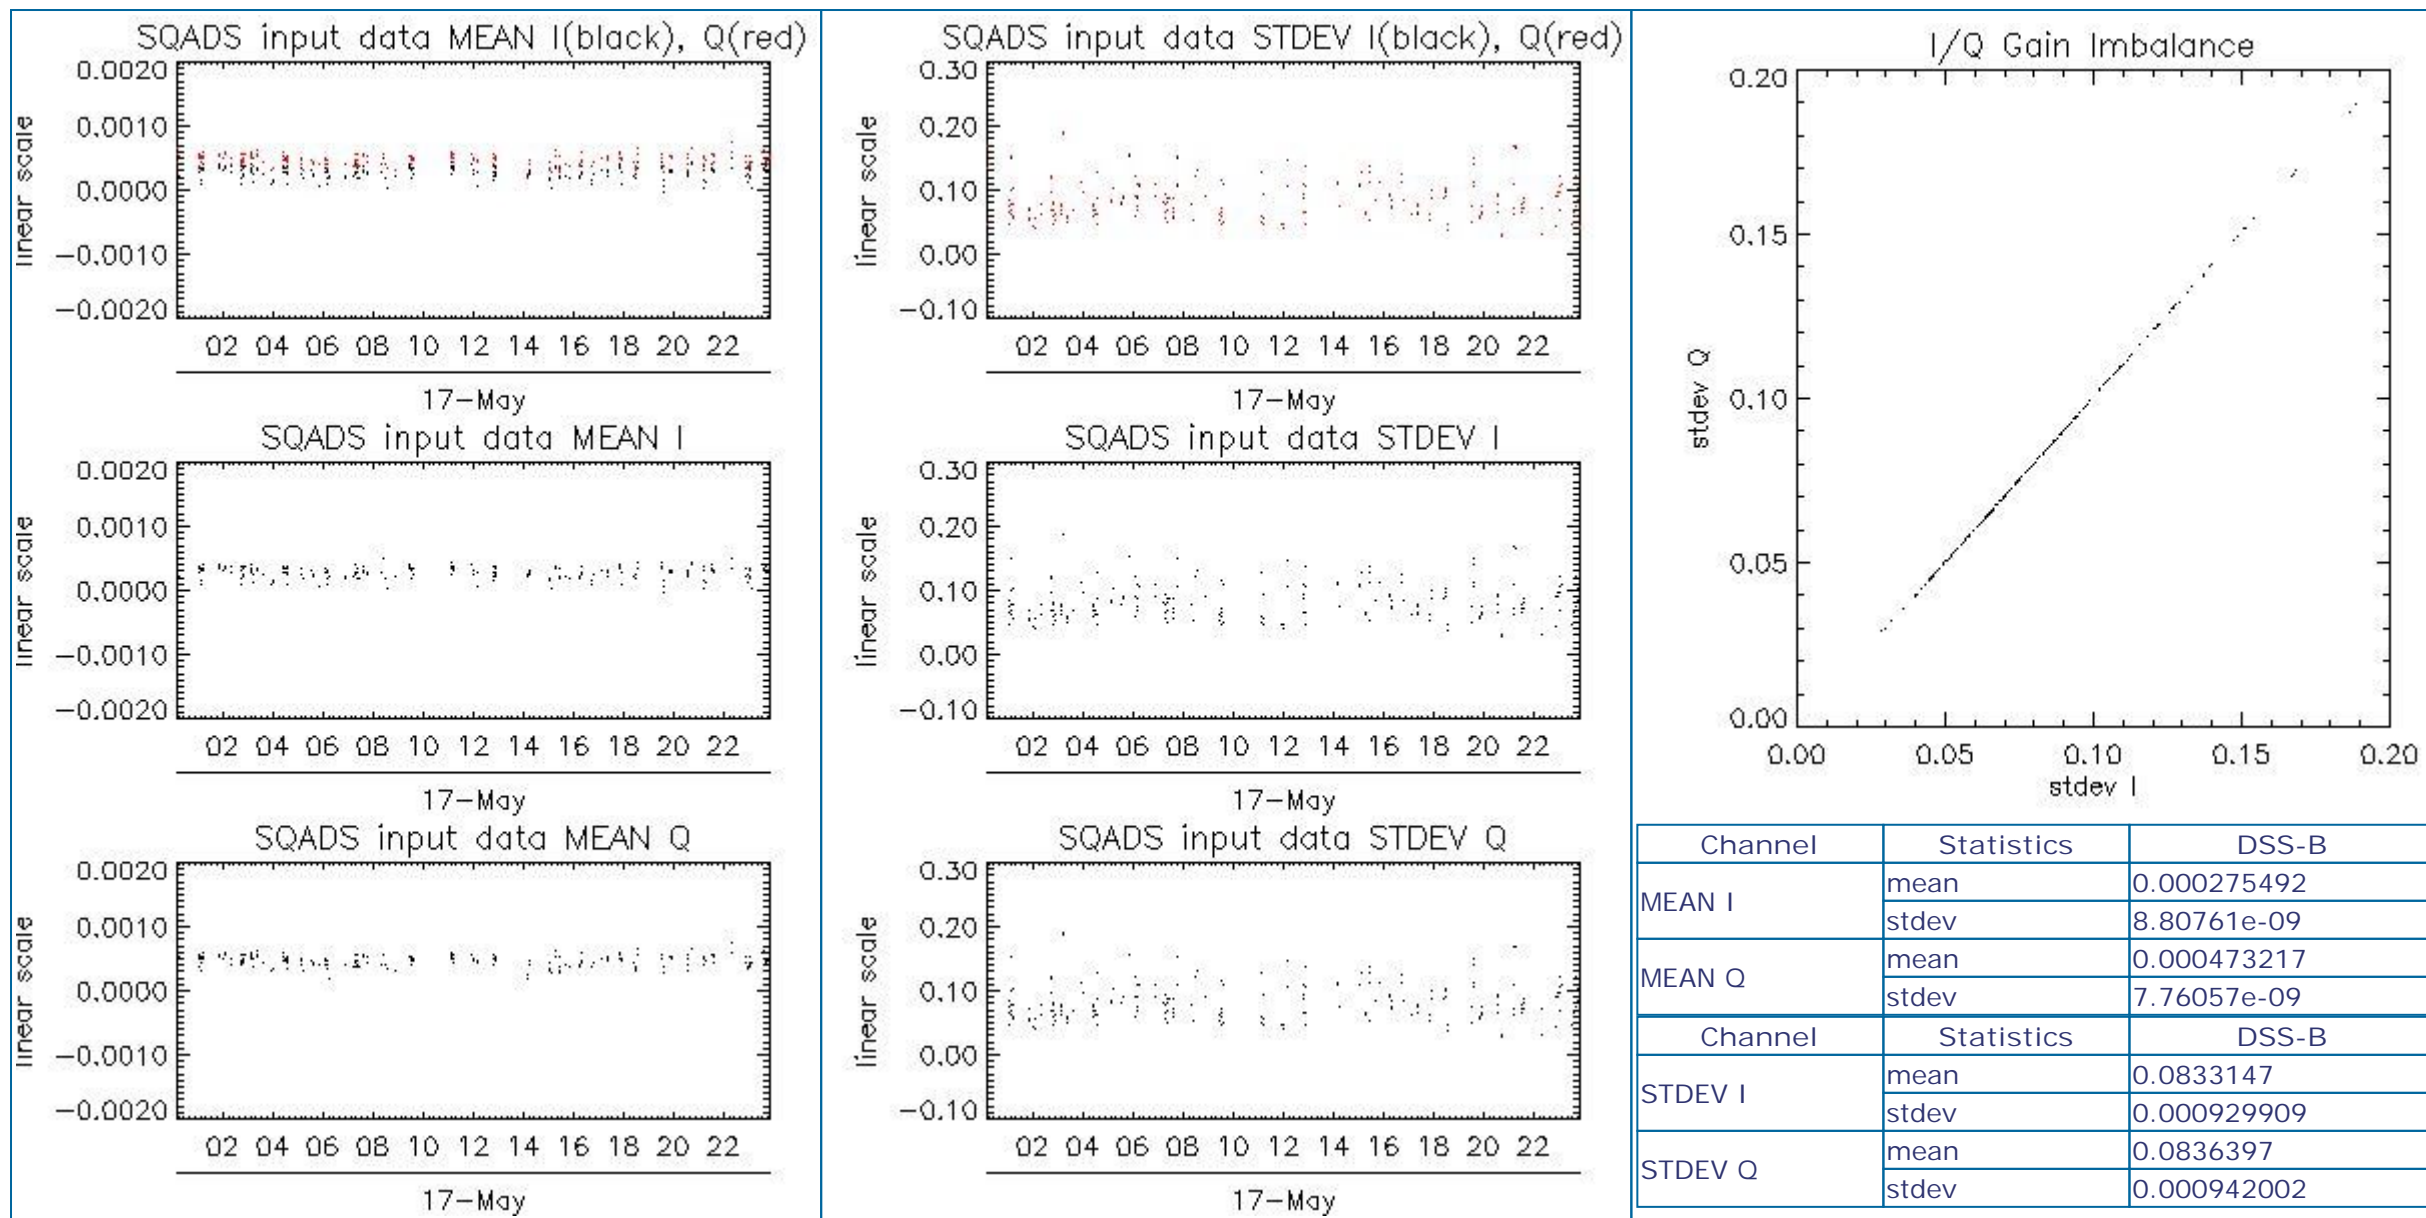 SQADS input data MEAN I(black), Q(red)
0.0020
0.0010
0.0000
-0.0010
-0.0020
linear scale
02 04 06 08 10 12 14 16 18 20 22
17-May
SQADS input data MEAN I
0.0020
0.0010
0.0000
-0.0010
-0.0020
linear scale
02 04 06 08 10 12 14 16 18 20 22
17-May
SQADS input data MEAN Q
0.0020
0.0010
0.0000
-0.0010
-0.0020
linear scale
02 04 06 08 10 12 14 16 18 20 22
17-May
SQADS input data STDEV I(black), Q(red)
0.30
0.20
0.10
0.00
-0.10
linear scale
02 04 06 08 10 12 14 16 18 20 22
17-May
SQADS input data STDEV I
0.30
0.20
0.10
0.00
-0.10
linear scale
02 04 06 08 10 12 14 16 18 20 22
17-May
SQADS input data STDEV Q
0.30
0.20
0.10
0.00
-0.10
linear scale
02 04 06 08 10 12 14 16 18 20 22
17-May
I/Q Gain Imbalance
0.20
0.15
0.10
0.05
0.00
stdev Q
0.00 0.05 0.10 0.15 0.20
stdev I
Channel Statistics DSS-B
MEAN I mean 0.000275492
stdev 8.80761e-09
MEAN Q mean 0.000473217
stdev 7.76057e-09
Channel Statistics DSS-B
STDEV I mean 0.0833147
stdev 0.000929909
STDEV Q mean 0.0836397
stdev 0.000942002